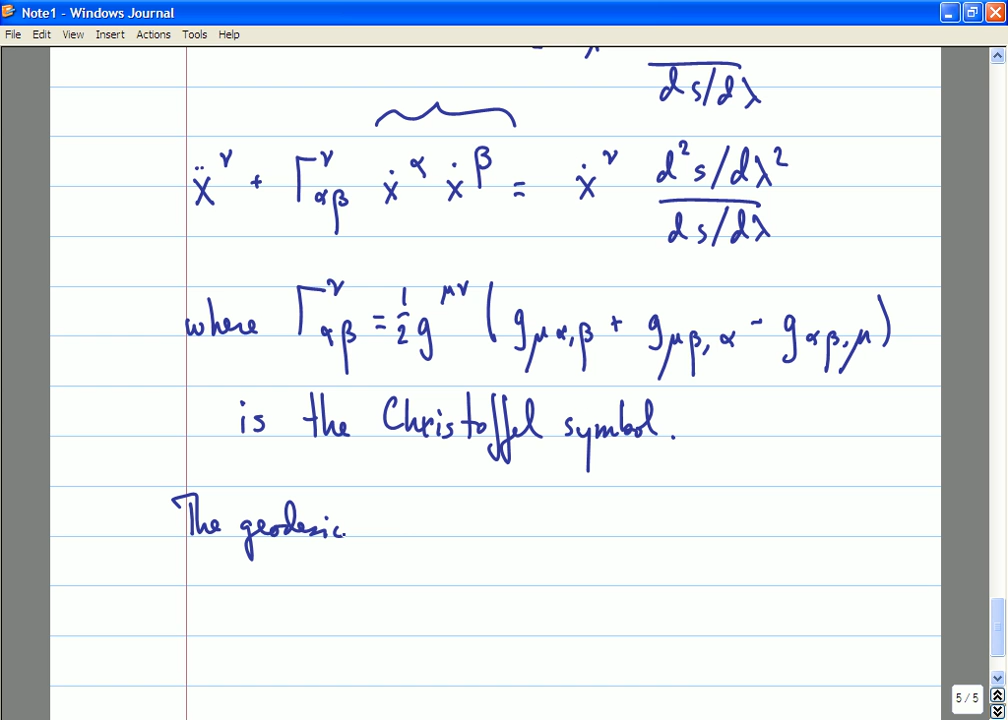 Note1 - Windows Journal
File Edit View Insert Actions Tools Help
λ ds/dλ
ẍ^ν + Γ^ν_αβ ẋ^α ẋ^β = ẋ^ν d²s/dλ² / ds/dλ
where Γ^ν_αβ = 1/2 g^μν (g_μα,β + g_μβ,α - g_αβ,μ)
is the Christoffel symbol.
The geodesic
5/5